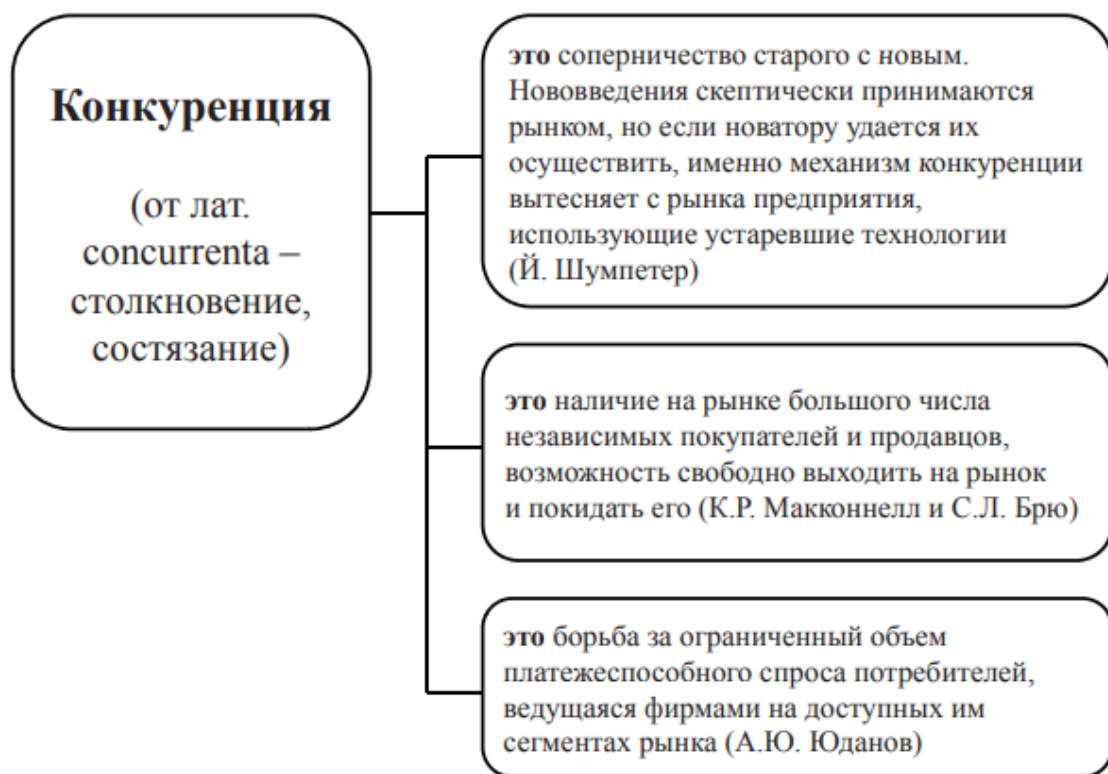 Конкуренция
(от лат.
concurrenta –
столкновение,
состязание)
это соперничество старого с новым.
Нововведения скептически принимаются
рынком, но если новатору удается их
осуществить, именно механизм конкуренции
вытесняет с рынка предприятия,
использующие устаревшие технологии
(Й. Шумпетер)
это наличие на рынке большого числа
независимых покупателей и продавцов,
возможность свободно выходить на рынок
и покидать его (К.Р. Макконнелл и С.Л. Брю)
это борьба за ограниченный объем
платежеспособного спроса потребителей,
ведущаяся фирмами на доступных им
сегментах рынка (А.Ю. Юданов)